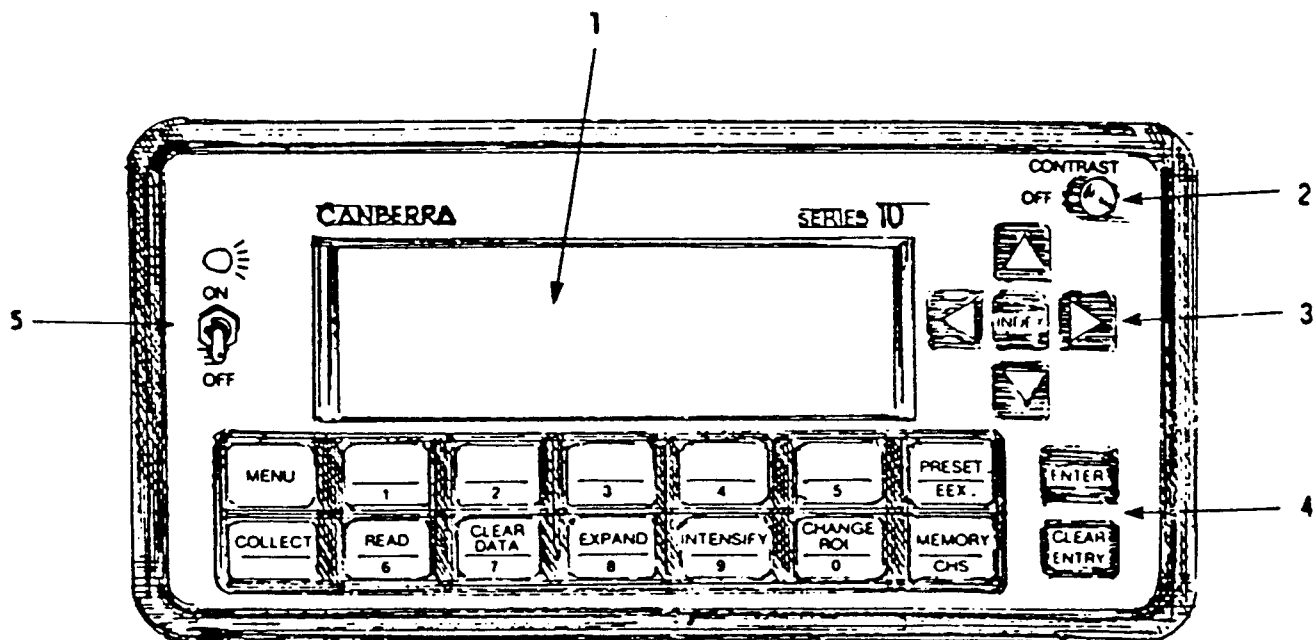 1
CONTRAST
OFF
2
CANBERRA
SERIES 10
ON
5
INDEX
3
OFF
MENU
1
2
3
4
5
PRESET
EEX.
ENTER
4
COLLECT
READ
6
CLEAR
DATA
7
EXPAND
8
INTENSIFY
9
CHANGE
ROI
0
MEMORY
CHS
CLEAR
ENTRY